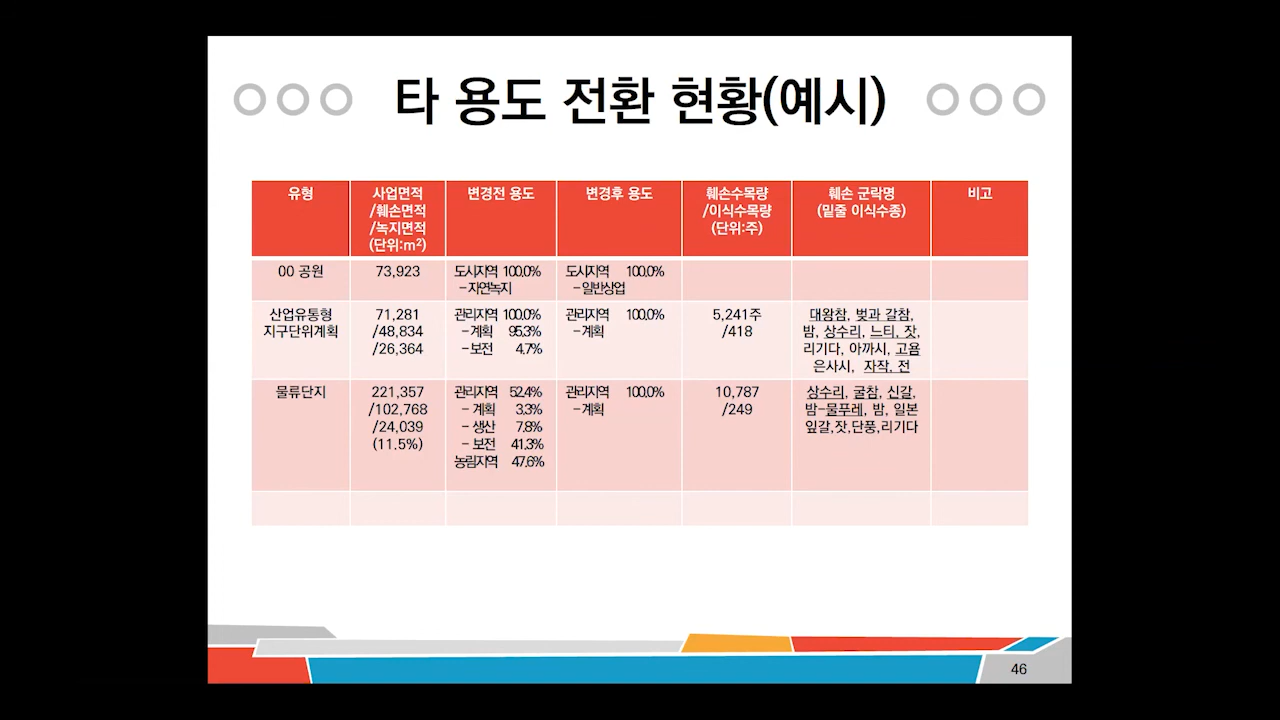 타 용도 전환 현황(예시)
유형
사업면적
/훼손면적
/녹지면적
(단위:m²)
변경전 용도
변경후 용도
훼손수목량
/이식수목량
(단위:주)
훼손 군락명
(밑줄 이식수종)
비고
00 공원
73,923
도시지역 100.0%
- 자연녹지
도시지역 100.0%
- 일반상업
산업유통형
지구단위계획
71,281
/48,834
/26,364
관리지역 100.0%
- 계획 95.3%
- 보전 4.7%
관리지역 100.0%
- 계획
5,241주
/418
대왕참, 벚과 갈참,
밤, 상수리, 느티, 잣,
리기다, 아까시, 고욤
은사시, 자작, 전
물류단지
221,357
/102,768
/24,039
(11.5%)
관리지역 52.4%
- 계획 3.3%
- 생산 7.8%
- 보전 41.3%
농림지역 47.6%
관리지역 100.0%
- 계획
10,787
/249
상수리, 굴참, 신갈,
밤-물푸레, 밤, 일본
잎갈,잣,단풍,리기다
46